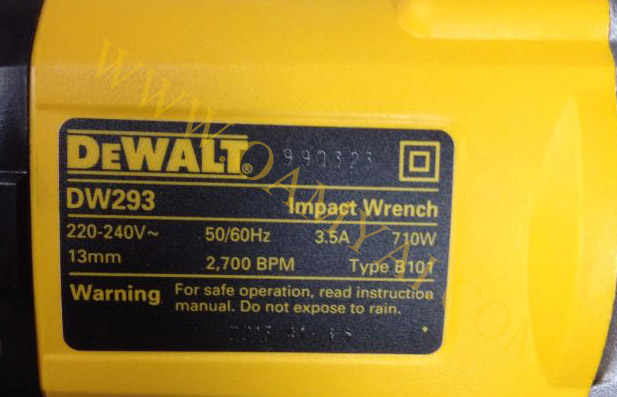 DEWALT® 990323
DW293 Impact Wrench
220-240V~ 50/60Hz 3.5A 710W
13mm 2,700 BPM Type B101
Warning For safe operation, read instruction
manual. Do not expose to rain.